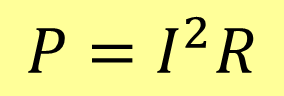 P = I²R